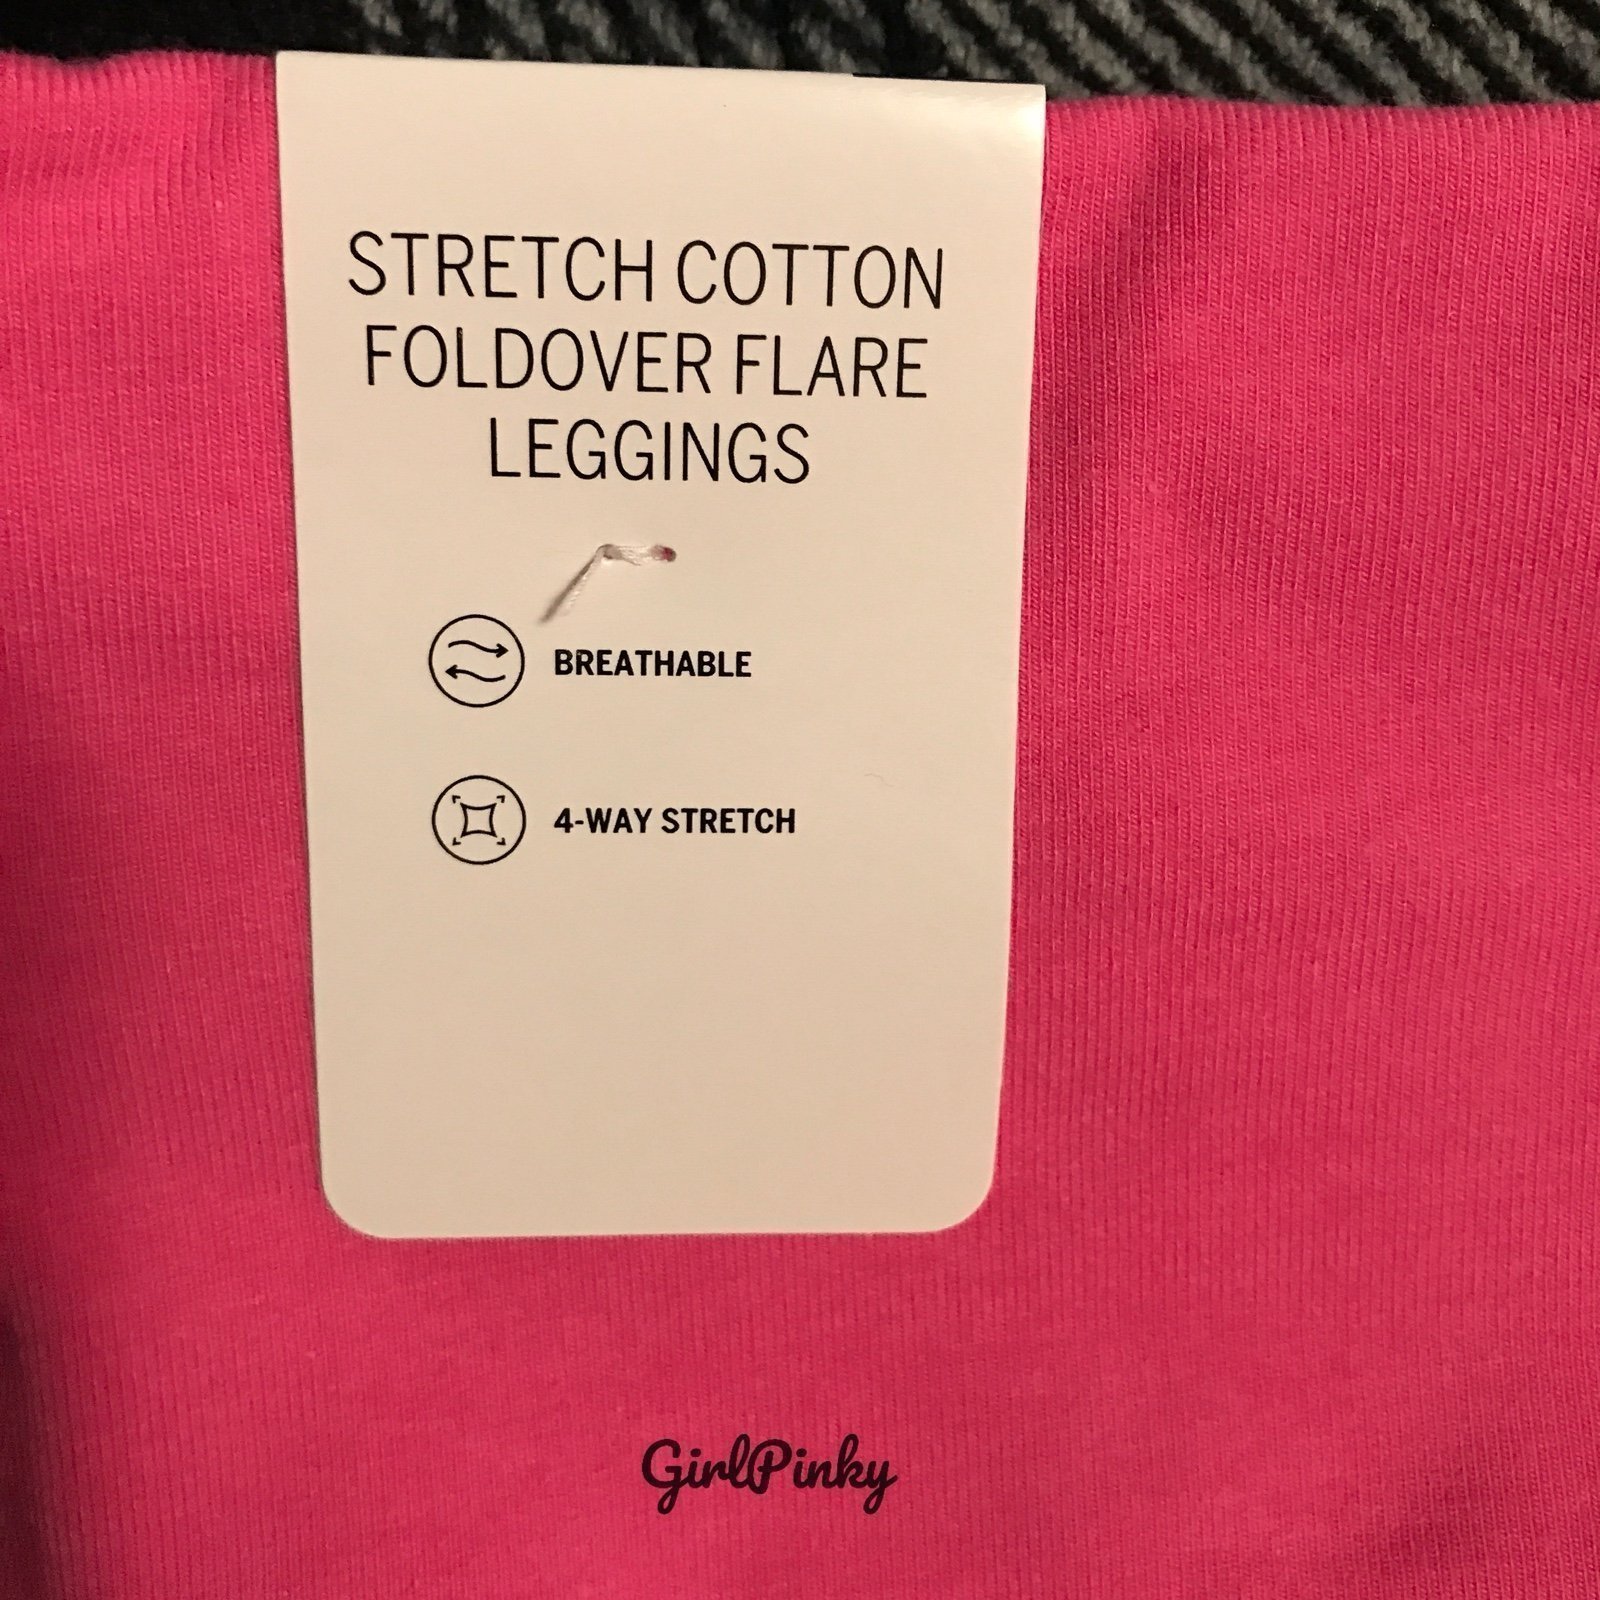 STRETCH COTTON
FOLDOVER FLARE
LEGGINGS
BREATHABLE
4-WAY STRETCH
GirlPinky